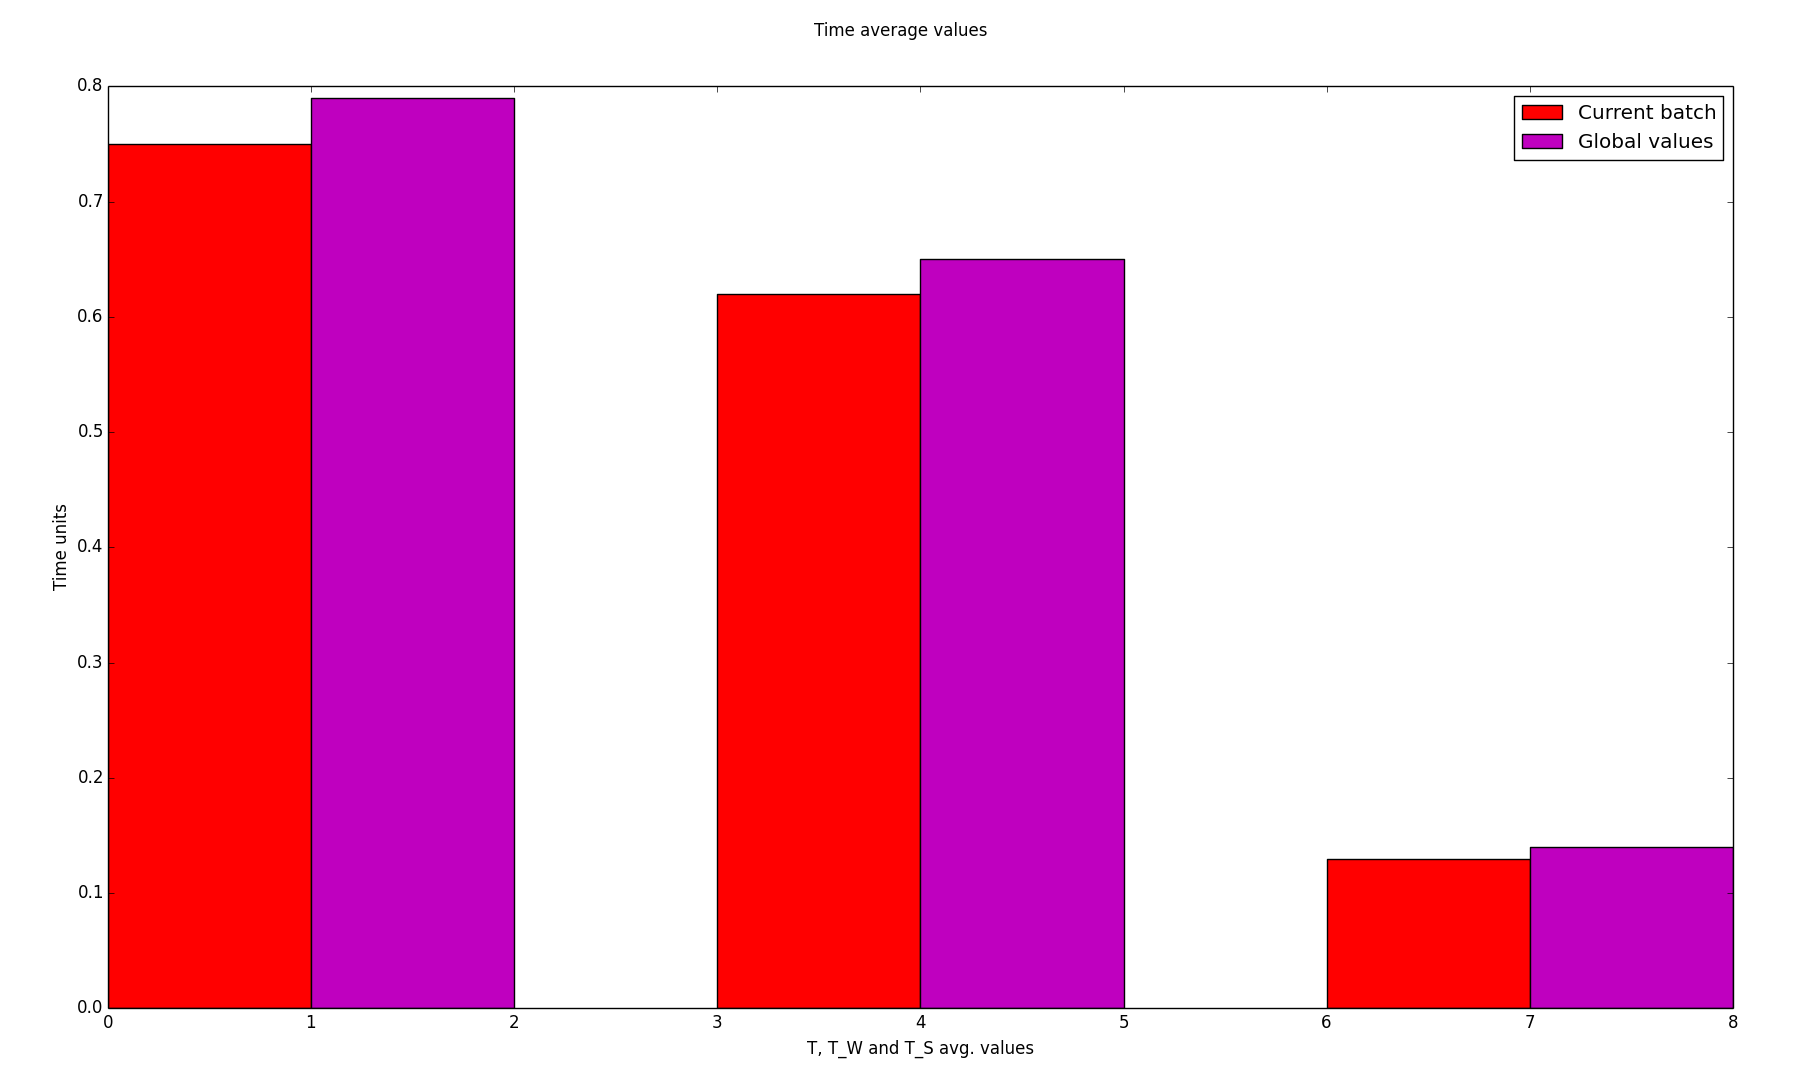 Time average values
Current batch
Global values
0.8
0.7
0.6
0.5
0.4
0.3
0.2
0.1
0.0
Time units
0 1 2 3 4 5 6 7 8
T, T_W and T_S avg. values